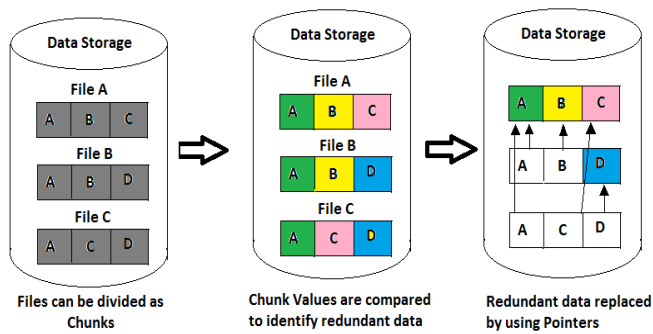 Data Storage
File A
A B C
File B
A B D
File C
A C D
Files can be divided as
Chunks
Data Storage
File A
A B C
File B
A B D
File C
A C D
Chunk Values are compared
to identify redundant data
Data Storage
A B C
A B D
A C D
Redundant data replaced
by using Pointers